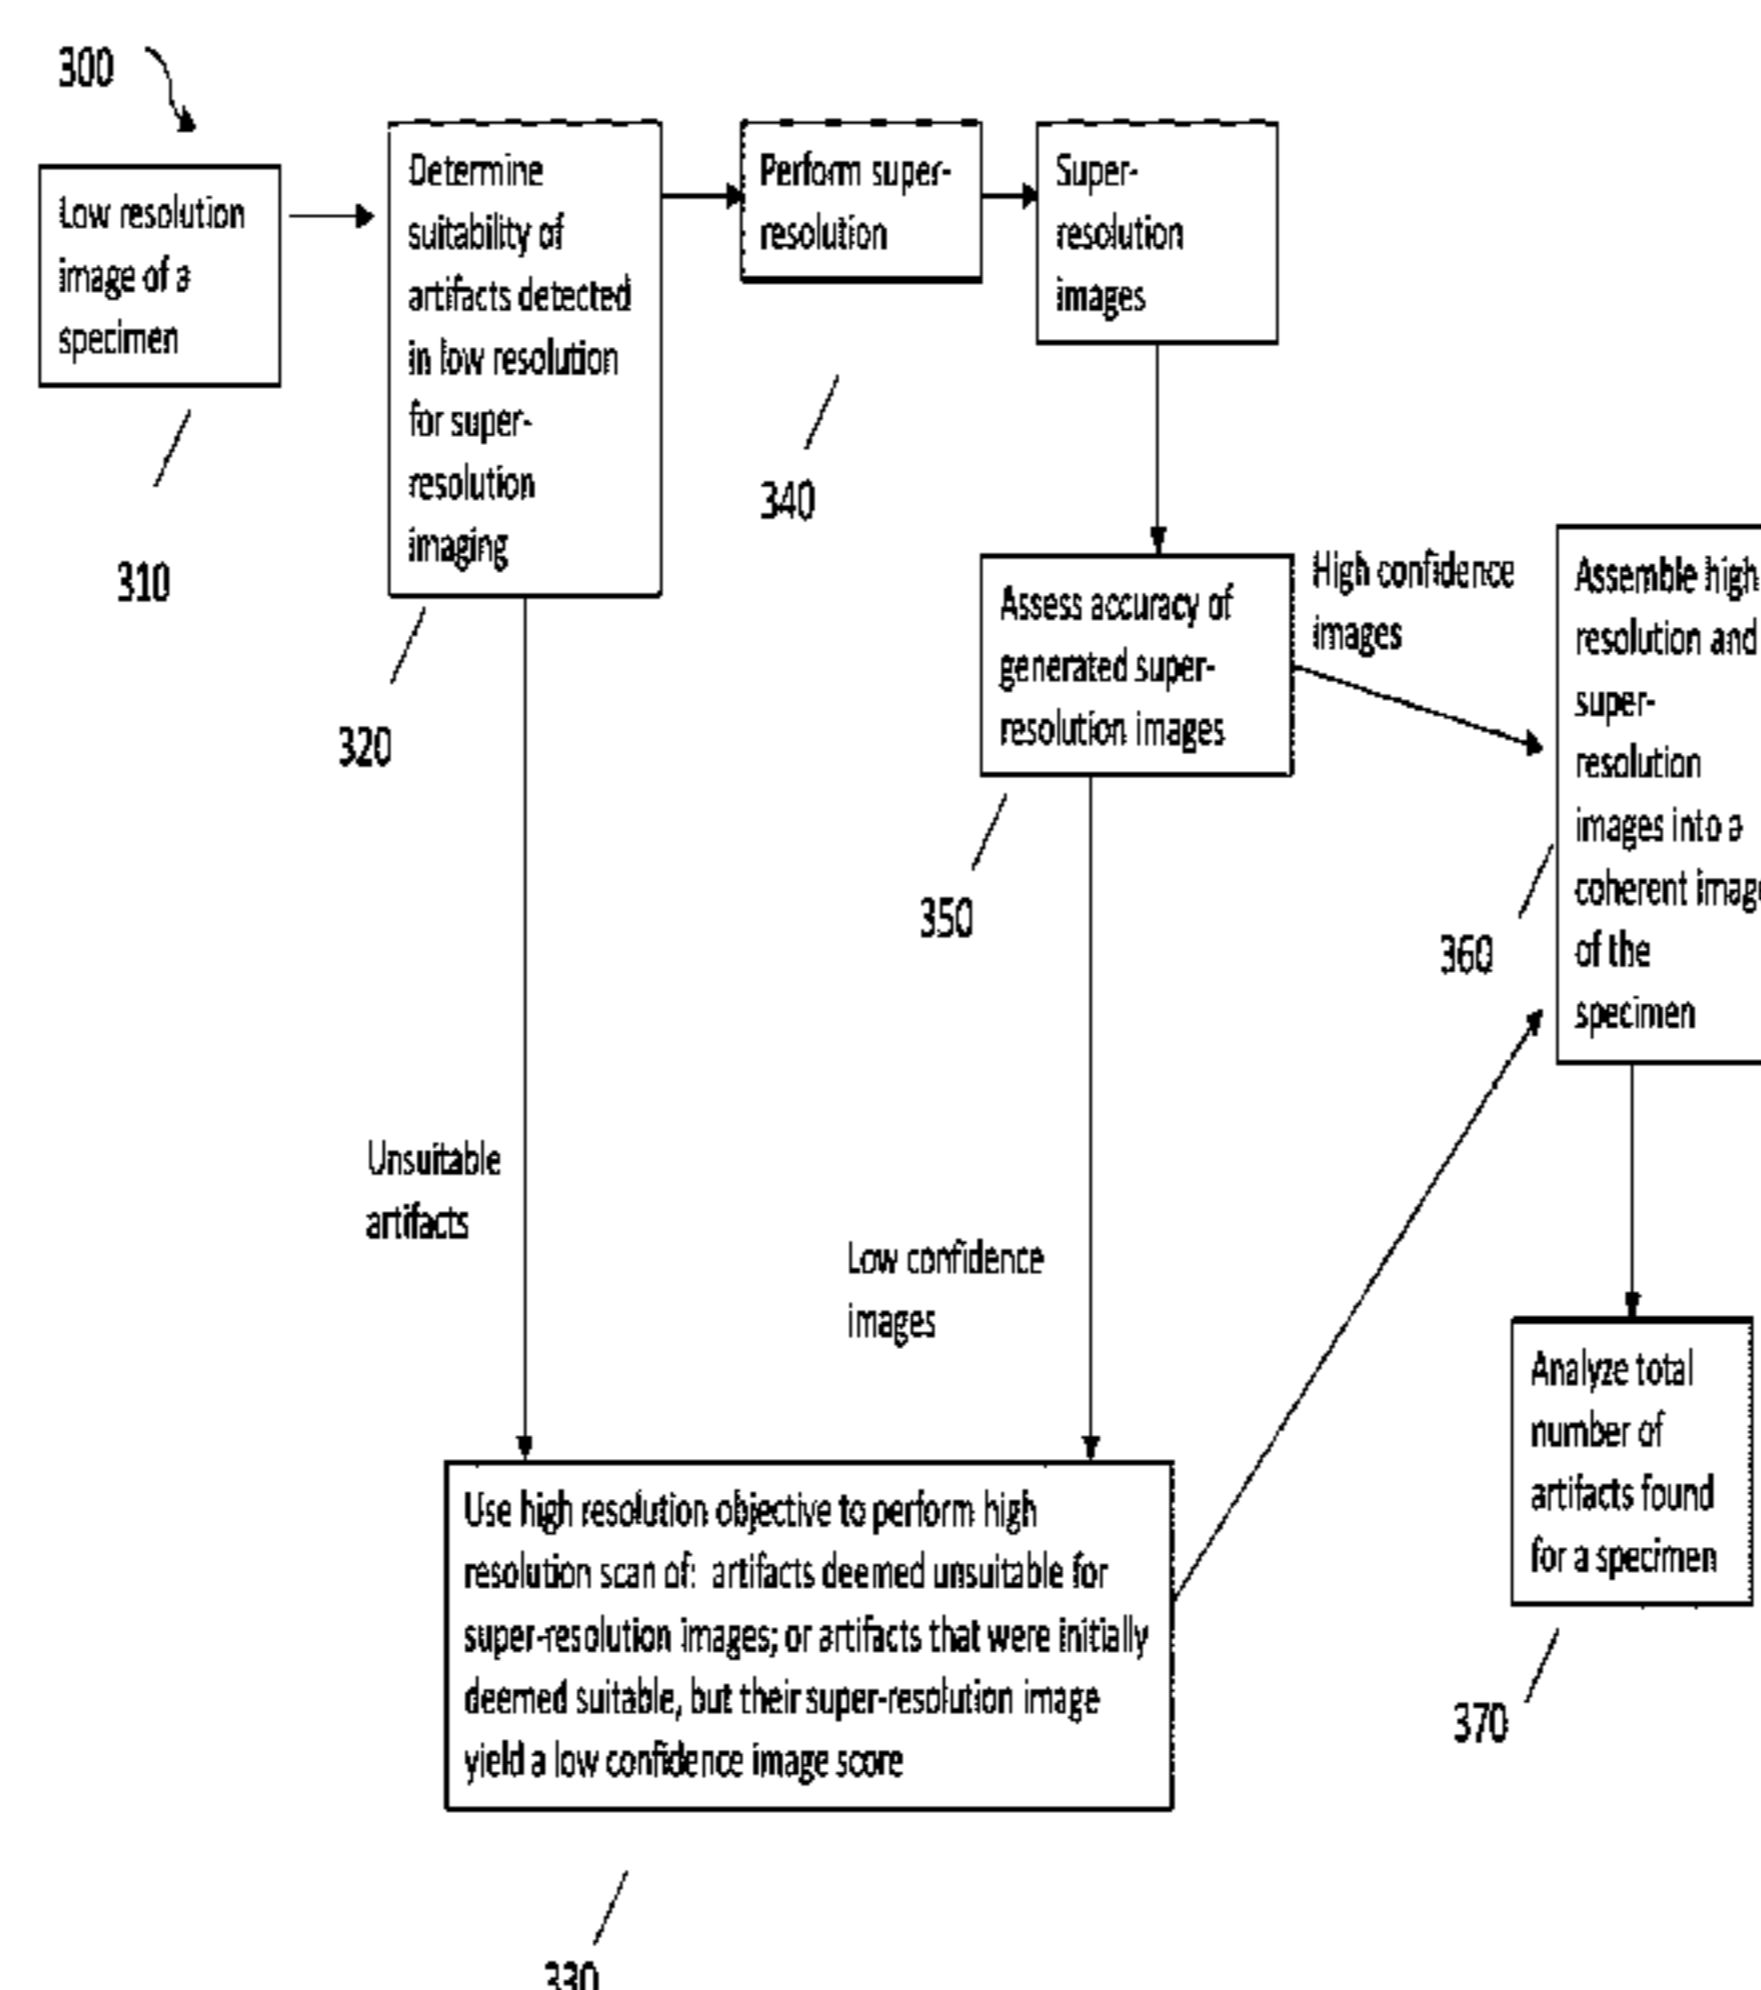 300
Low resolution
image of a
specimen
310
Determine
suitability of
artifacts detected
in low resolution
for super-
resolution
imaging
320
Perform super-
resolution
340
Super-
resolution
images
Assess accuracy of
generated super-
resolution images
350
High confidence
images
Assemble high
resolution and
super-
resolution
images into a
coherent image
of the
specimen
360
Unsuitable
artifacts
Low confidence
images
Use high resolution objective to perform high
resolution scan of: artifacts deemed unsuitable for
super-resolution images; or artifacts that were initially
deemed suitable, but their super-resolution image
yield a low confidence image score
330
Analyze total
number of
artifacts found
for a specimen
370